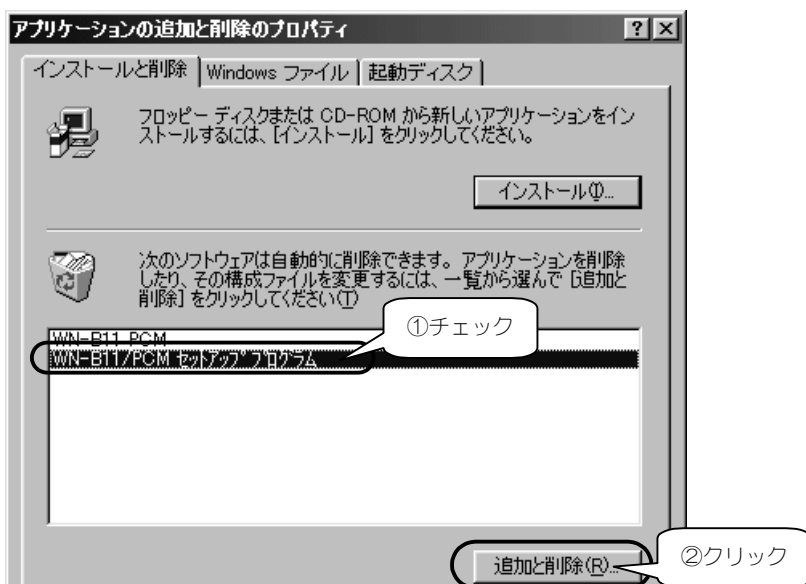 アプリケーションの追加と削除のプロパティ
インストールと削除 Windows ファイル 起動ディスク
フロッピー ディスクまたは CD-ROM から新しいアプリケーションをイン
ストールするには、[インストール] をクリックしてください。
インストール(I)...
次のソフトウェアは自動的に削除できます。アプリケーションを削除
したり、その構成ファイルを変更するには、一覧から選んで [追加と
削除] をクリックしてください(T)
①チェック
WN-B11 PCM
WN-B11/PCM セットアップ プログラム
追加と削除(R)...
②クリック